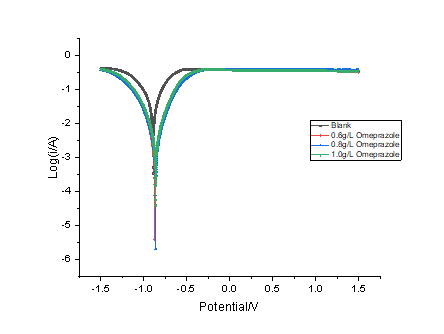 0
-1
-2
-3
-4
-5
-6
Log(I/A)
-1.5
-1.0
-0.5
0.0
0.5
1.0
1.5
Potential/V
Blank
0.6g/L Omeprazole
0.8g/L Omeprazole
1.0g/L Omeprazole